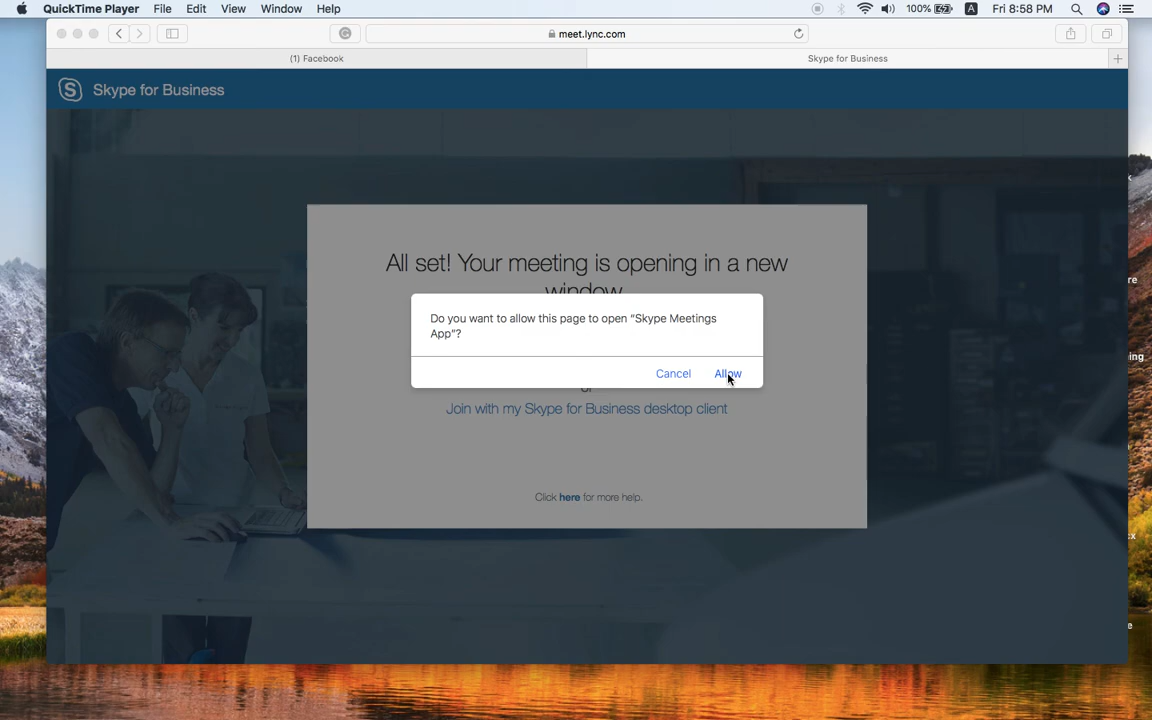 QuickTime Player File Edit View Window Help 100% A Fri 8:58 PM
meet.lync.com
(1) Facebook Skype for Business
S Skype for Business
All set! Your meeting is opening in a new
window.
Do you want to allow this page to open “Skype Meetings
App”?
Cancel Allow
or
Join with my Skype for Business desktop client
Click here for more help.